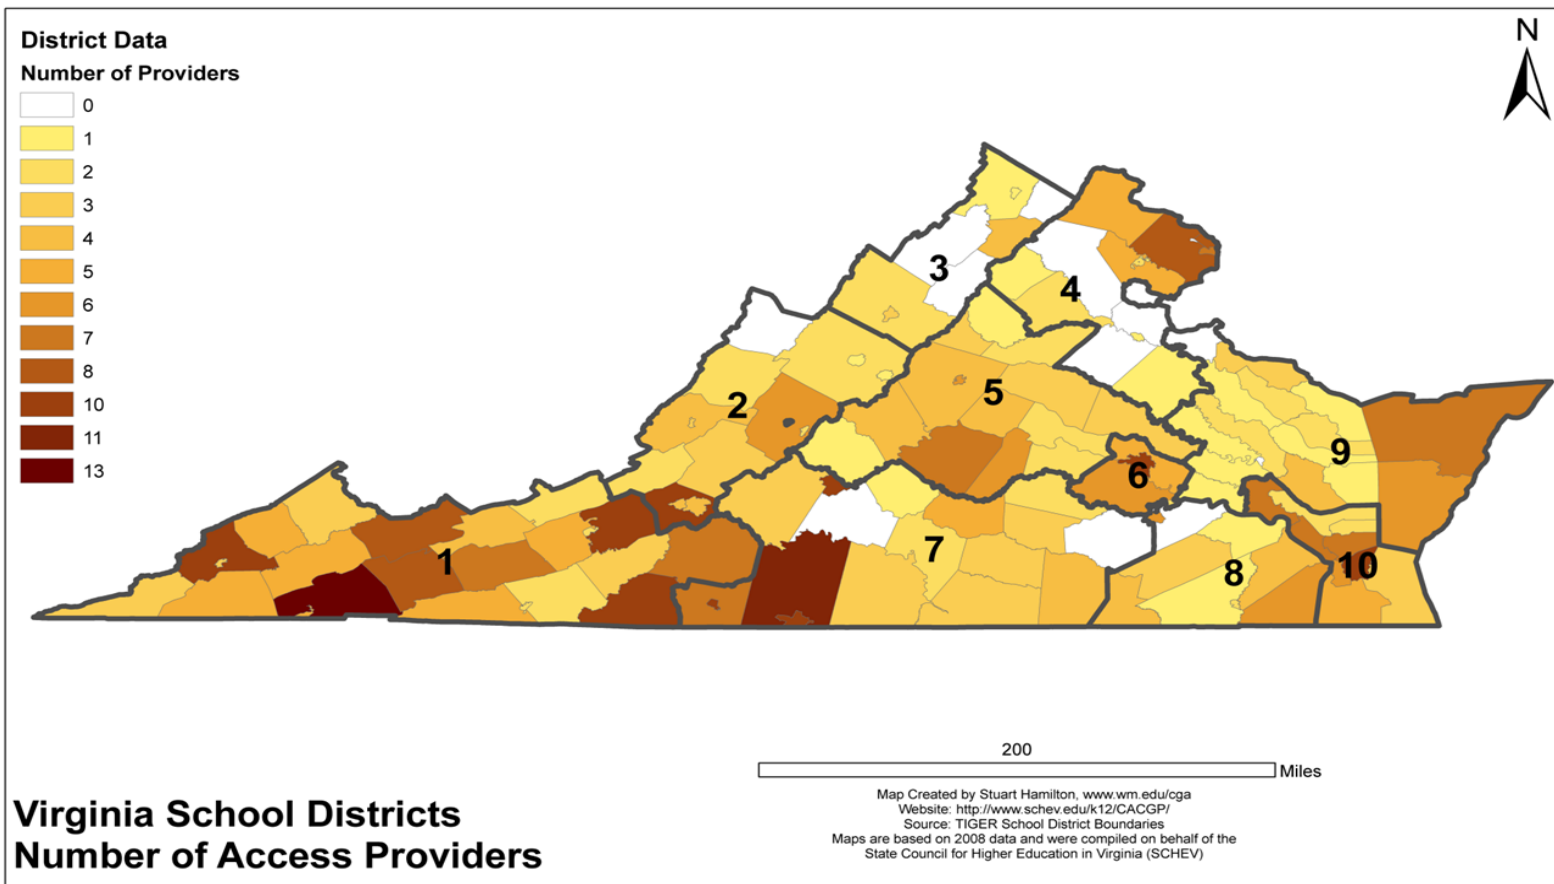 District Data
Number of Providers
0
1
2
3
4
5
6
7
8
10
11
13
N
3
4
2
5
9
6
1
7
8
10
200
Miles
Map Created by Stuart Hamilton, www.wm.edu/cga
Website: http://www.schev.edu/k12/CACGP/
Source: TIGER School District Boundaries
Maps are based on 2008 data and were compiled on behalf of the
State Council for Higher Education in Virginia (SCHEV)
Virginia School Districts
Number of Access Providers